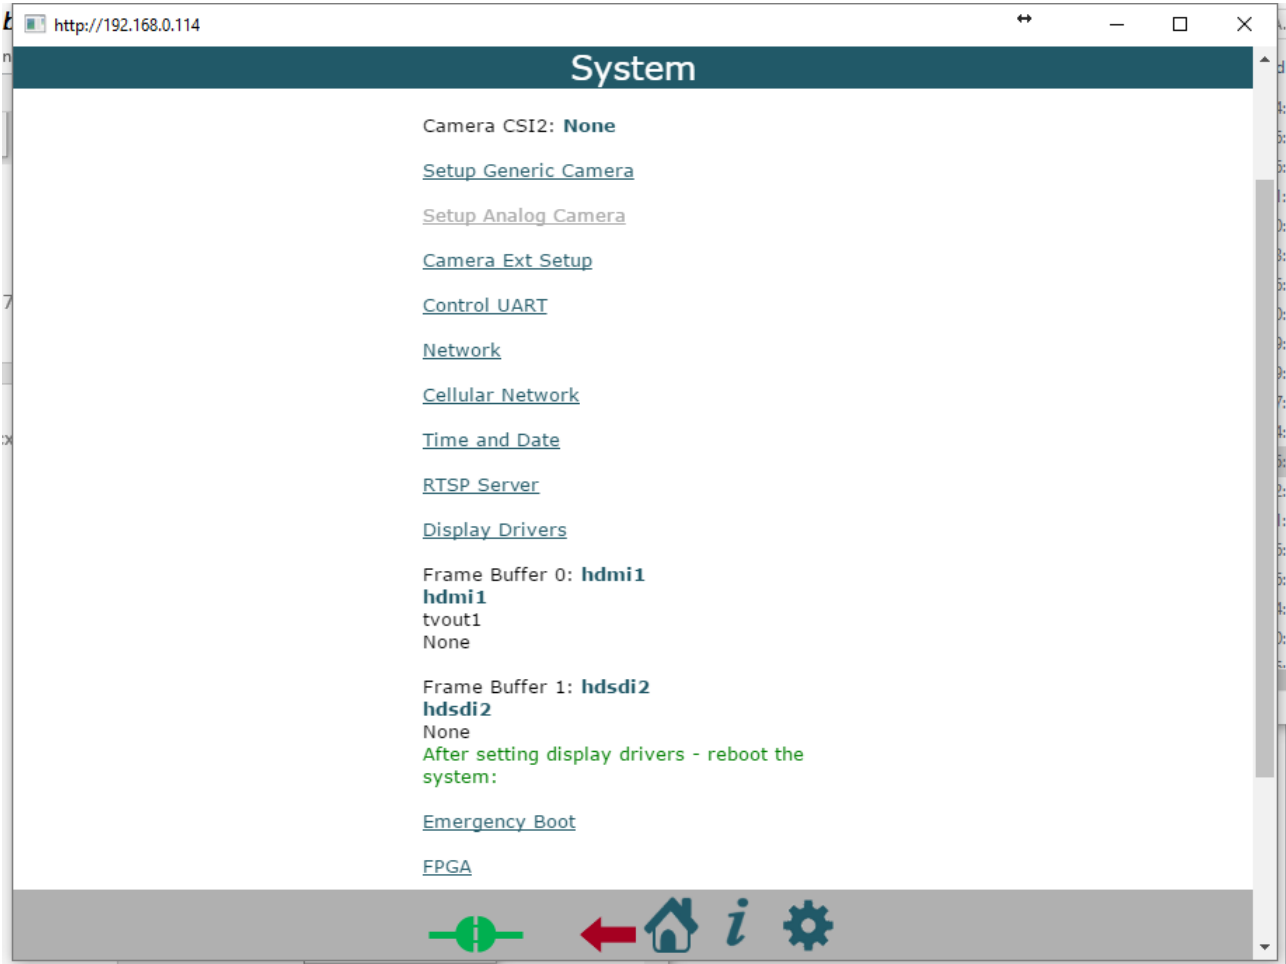 http://192.168.0.114
System
Camera CSI2: None
Setup Generic Camera
Setup Analog Camera
Camera Ext Setup
Control UART
Network
Cellular Network
Time and Date
RTSP Server
Display Drivers
Frame Buffer 0: hdmi1
hdmi1
tvout1
None
Frame Buffer 1: hdsdi2
hdsdi2
None
After setting display drivers - reboot the
system:
Emergency Boot
FPGA
i